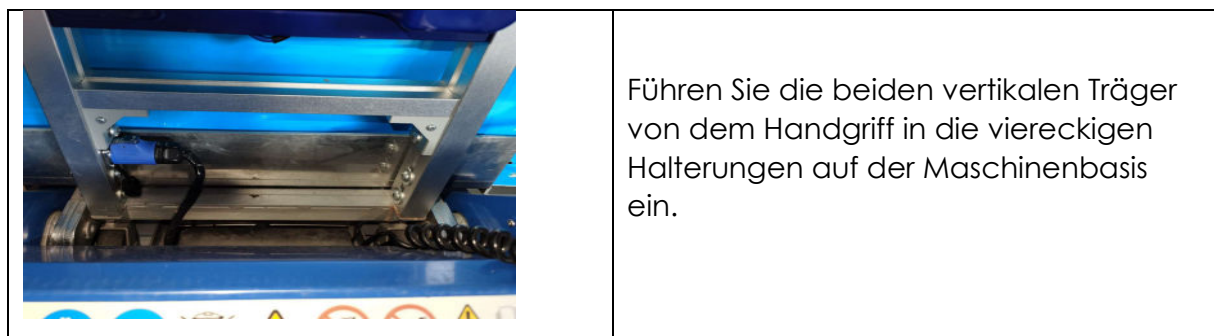 Führen Sie die beiden vertikalen Träger
von dem Handgriff in die viereckigen
Halterungen auf der Maschinenbasis
ein.